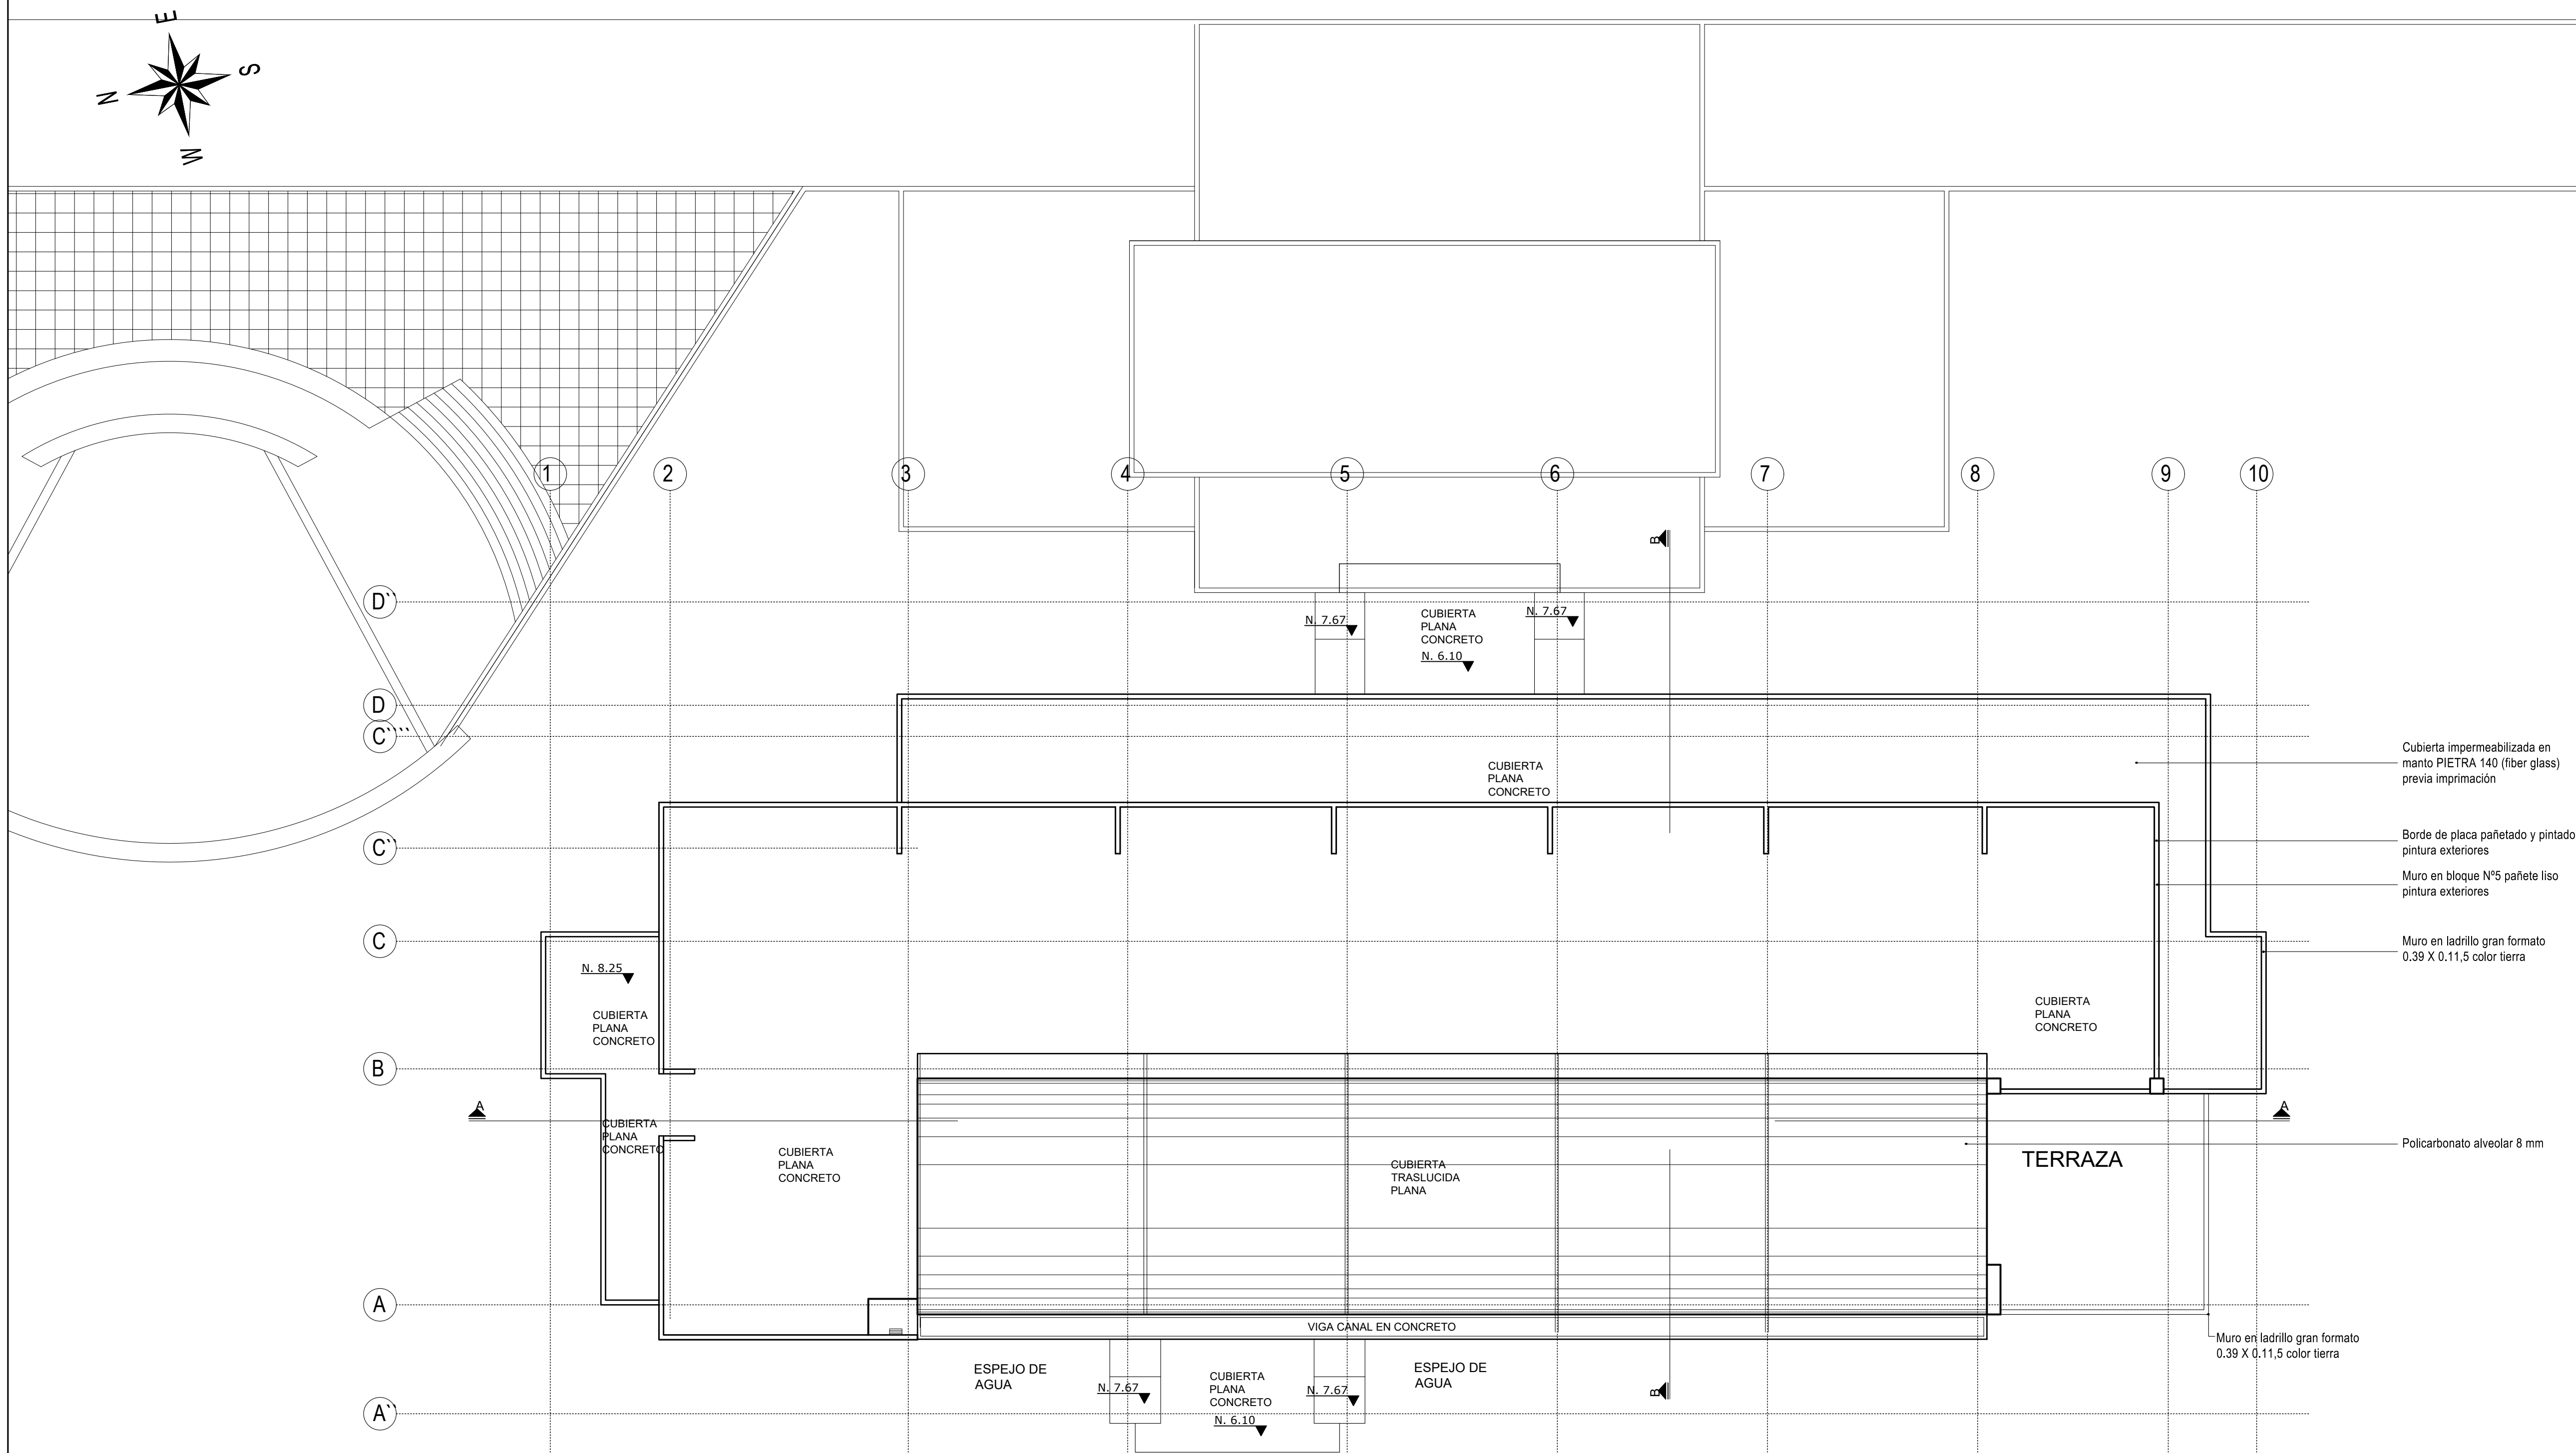 E
S
N
W
1
2
3
4
5
6
7
8
9
10
B
D``
N. 7.67
CUBIERTA
PLANA
CONCRETO
N. 6.10
N. 7.67
D
C````
CUBIERTA
PLANA
CONCRETO
Cubierta impermeabilizada en
manto PIETRA 140 (fiber glass)
previa imprimación
C``
Borde de placa pañetado y pintado
pintura exteriores
Muro en bloque Nº5 pañete liso
pintura exteriores
C
Muro en ladrillo gran formato
0.39 X 0.11,5 color tierra
N. 8.25
CUBIERTA
PLANA
CONCRETO
CUBIERTA
PLANA
CONCRETO
B
A
A
CUBIERTA
PLANA
CONCRETO
CUBIERTA
PLANA
CONCRETO
CUBIERTA
TRASLUCIDA
PLANA
TERRAZA
Policarbonato alveolar 8 mm
A
VIGA CANAL EN CONCRETO
Muro en ladrillo gran formato
0.39 X 0.11,5 color tierra
ESPEJO DE
AGUA
N. 7.67
CUBIERTA
PLANA
CONCRETO
N. 6.10
N. 7.67
ESPEJO DE
AGUA
B
A``